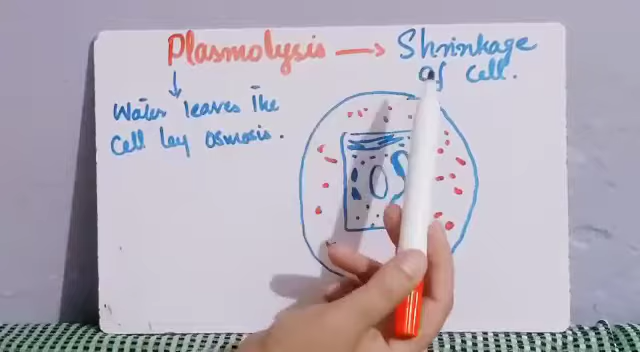 Plasmolysis → Shrinkage
of cell.
Water leaves the
cell by osmosis.